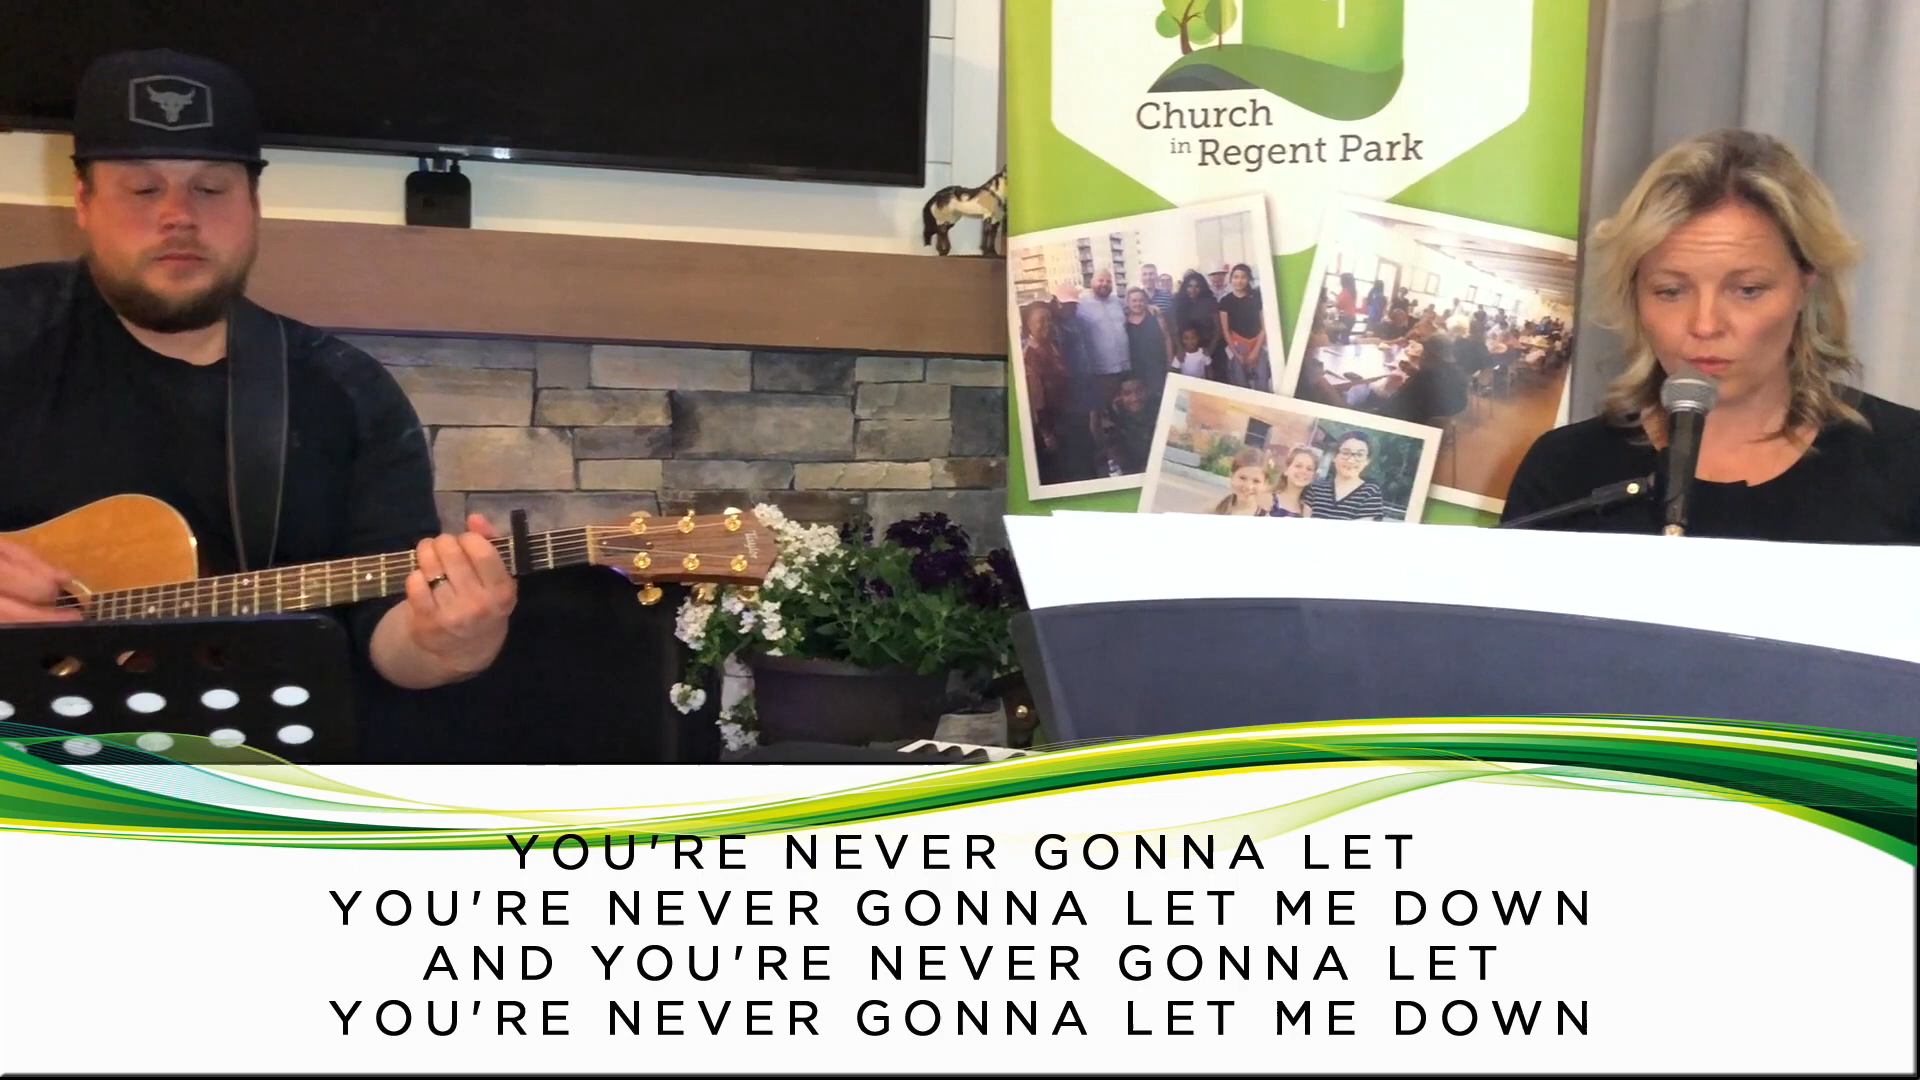 Church
in Regent Park
Taylor
YOU'RE NEVER GONNA LET
YOU'RE NEVER GONNA LET ME DOWN
AND YOU'RE NEVER GONNA LET
YOU'RE NEVER GONNA LET ME DOWN